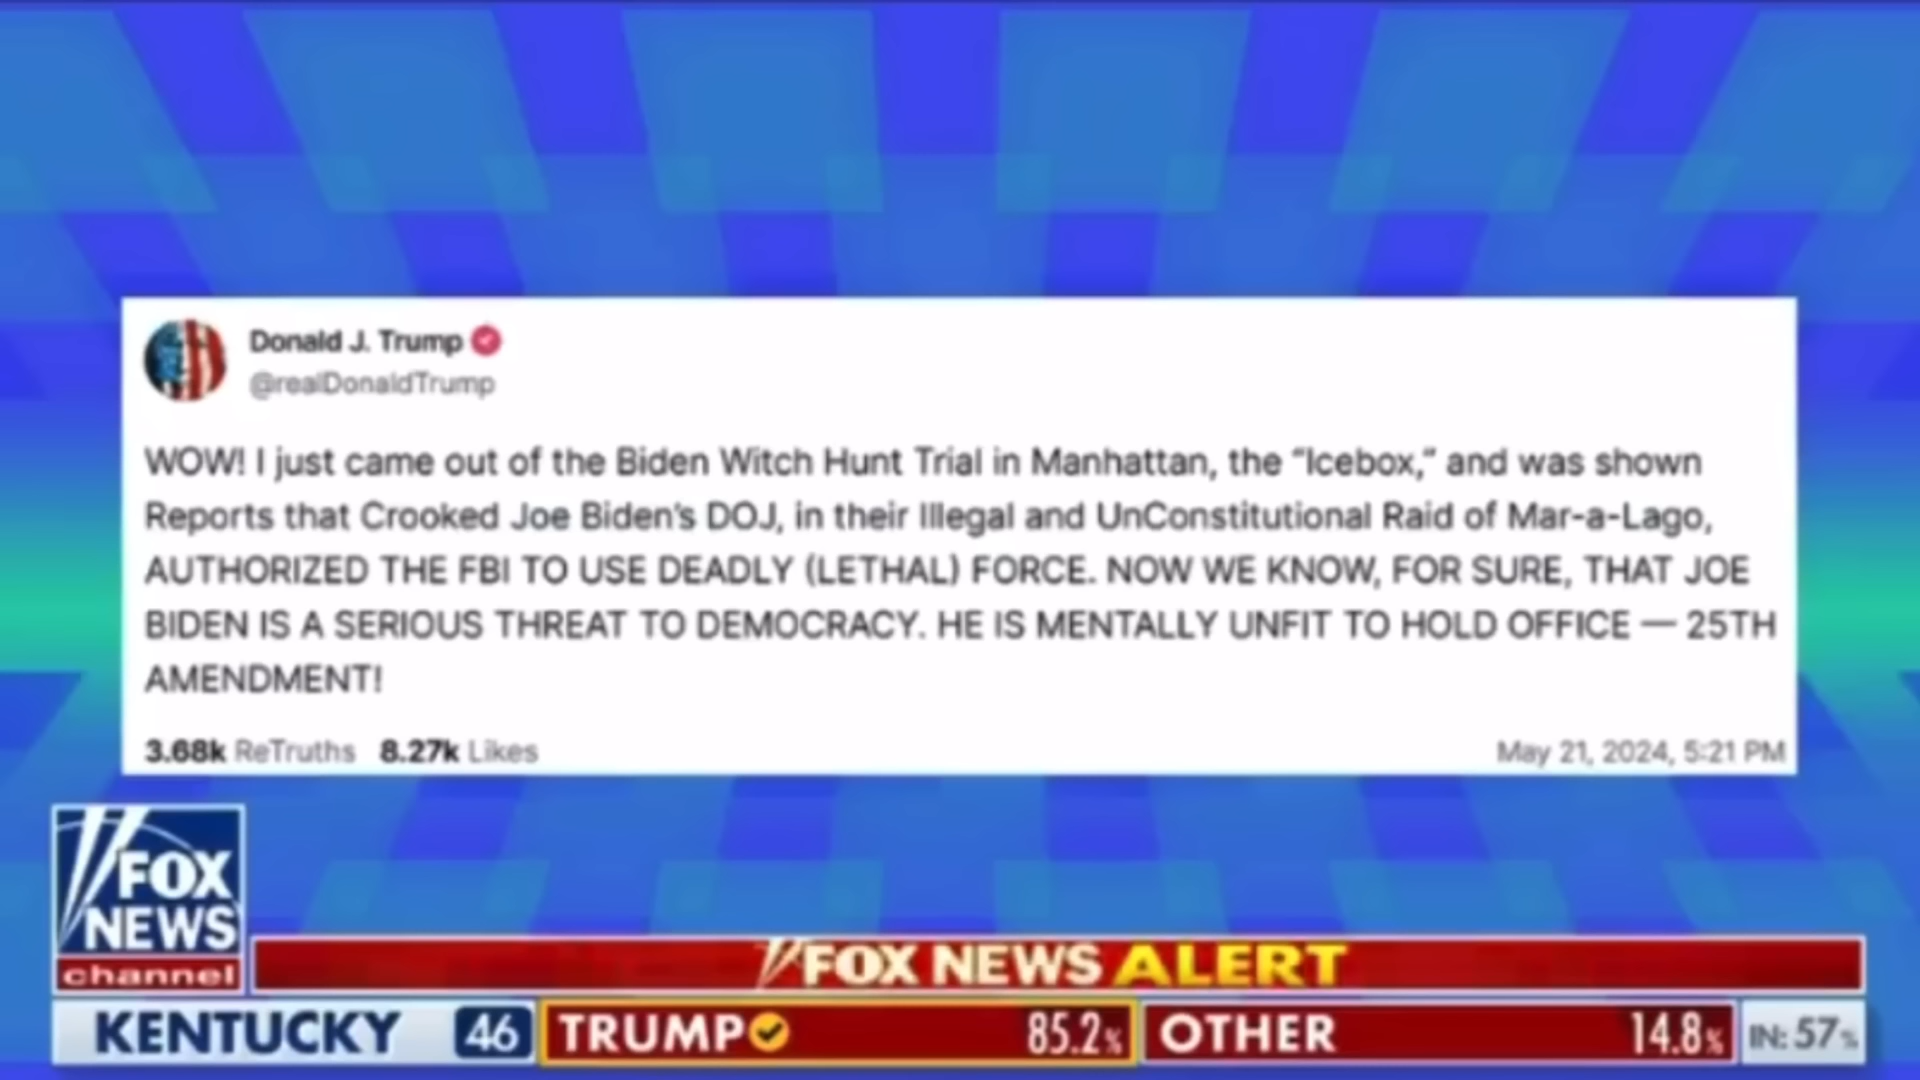 Donald J. Trump
@realDonaldTrump
WOW! I just came out of the Biden Witch Hunt Trial in Manhattan, the “Icebox,” and was shown
Reports that Crooked Joe Biden’s DOJ, in their Illegal and UnConstitutional Raid of Mar-a-Lago,
AUTHORIZED THE FBI TO USE DEADLY (LETHAL) FORCE. NOW WE KNOW, FOR SURE, THAT JOE
BIDEN IS A SERIOUS THREAT TO DEMOCRACY. HE IS MENTALLY UNFIT TO HOLD OFFICE — 25TH
AMENDMENT!
3.68k ReTruths 8.27k Likes
May 21, 2024, 5:21 PM
FOX
NEWS
channel
FOX NEWS ALERT
KENTUCKY 46 TRUMP 85.2% OTHER 14.8% IN: 57%